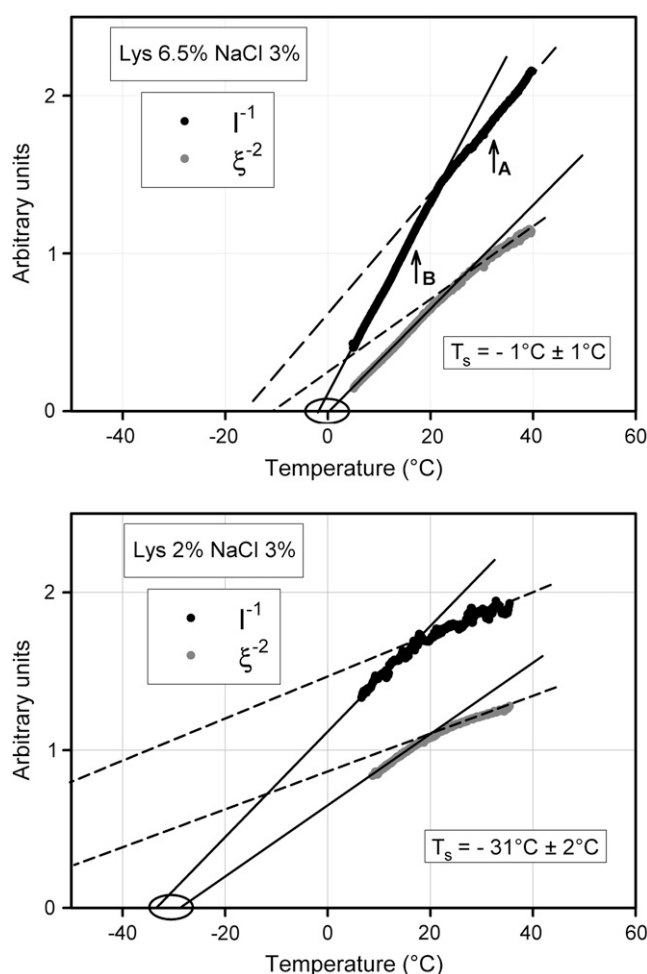 Lys 6.5% NaCl 3%
I⁻¹
ξ⁻²
A
B
Tₛ = - 1°C ± 1°C
Arbitrary units
2
1
0
-40 -20 0 20 40 60
Temperature (°C)
Lys 2% NaCl 3%
I⁻¹
ξ⁻²
Tₛ = - 31°C ± 2°C
Arbitrary units
2
1
0
-40 -20 0 20 40 60
Temperature (°C)